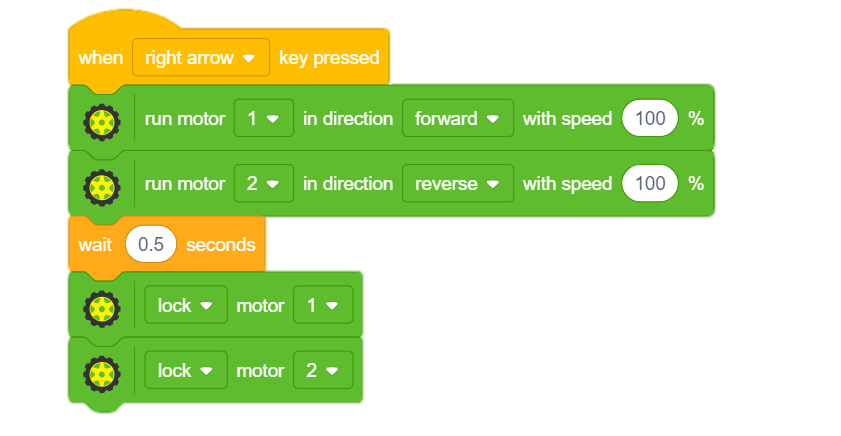 when right arrow key pressed
run motor 1 in direction forward with speed 100 %
run motor 2 in direction reverse with speed 100 %
wait 0.5 seconds
lock motor 1
lock motor 2